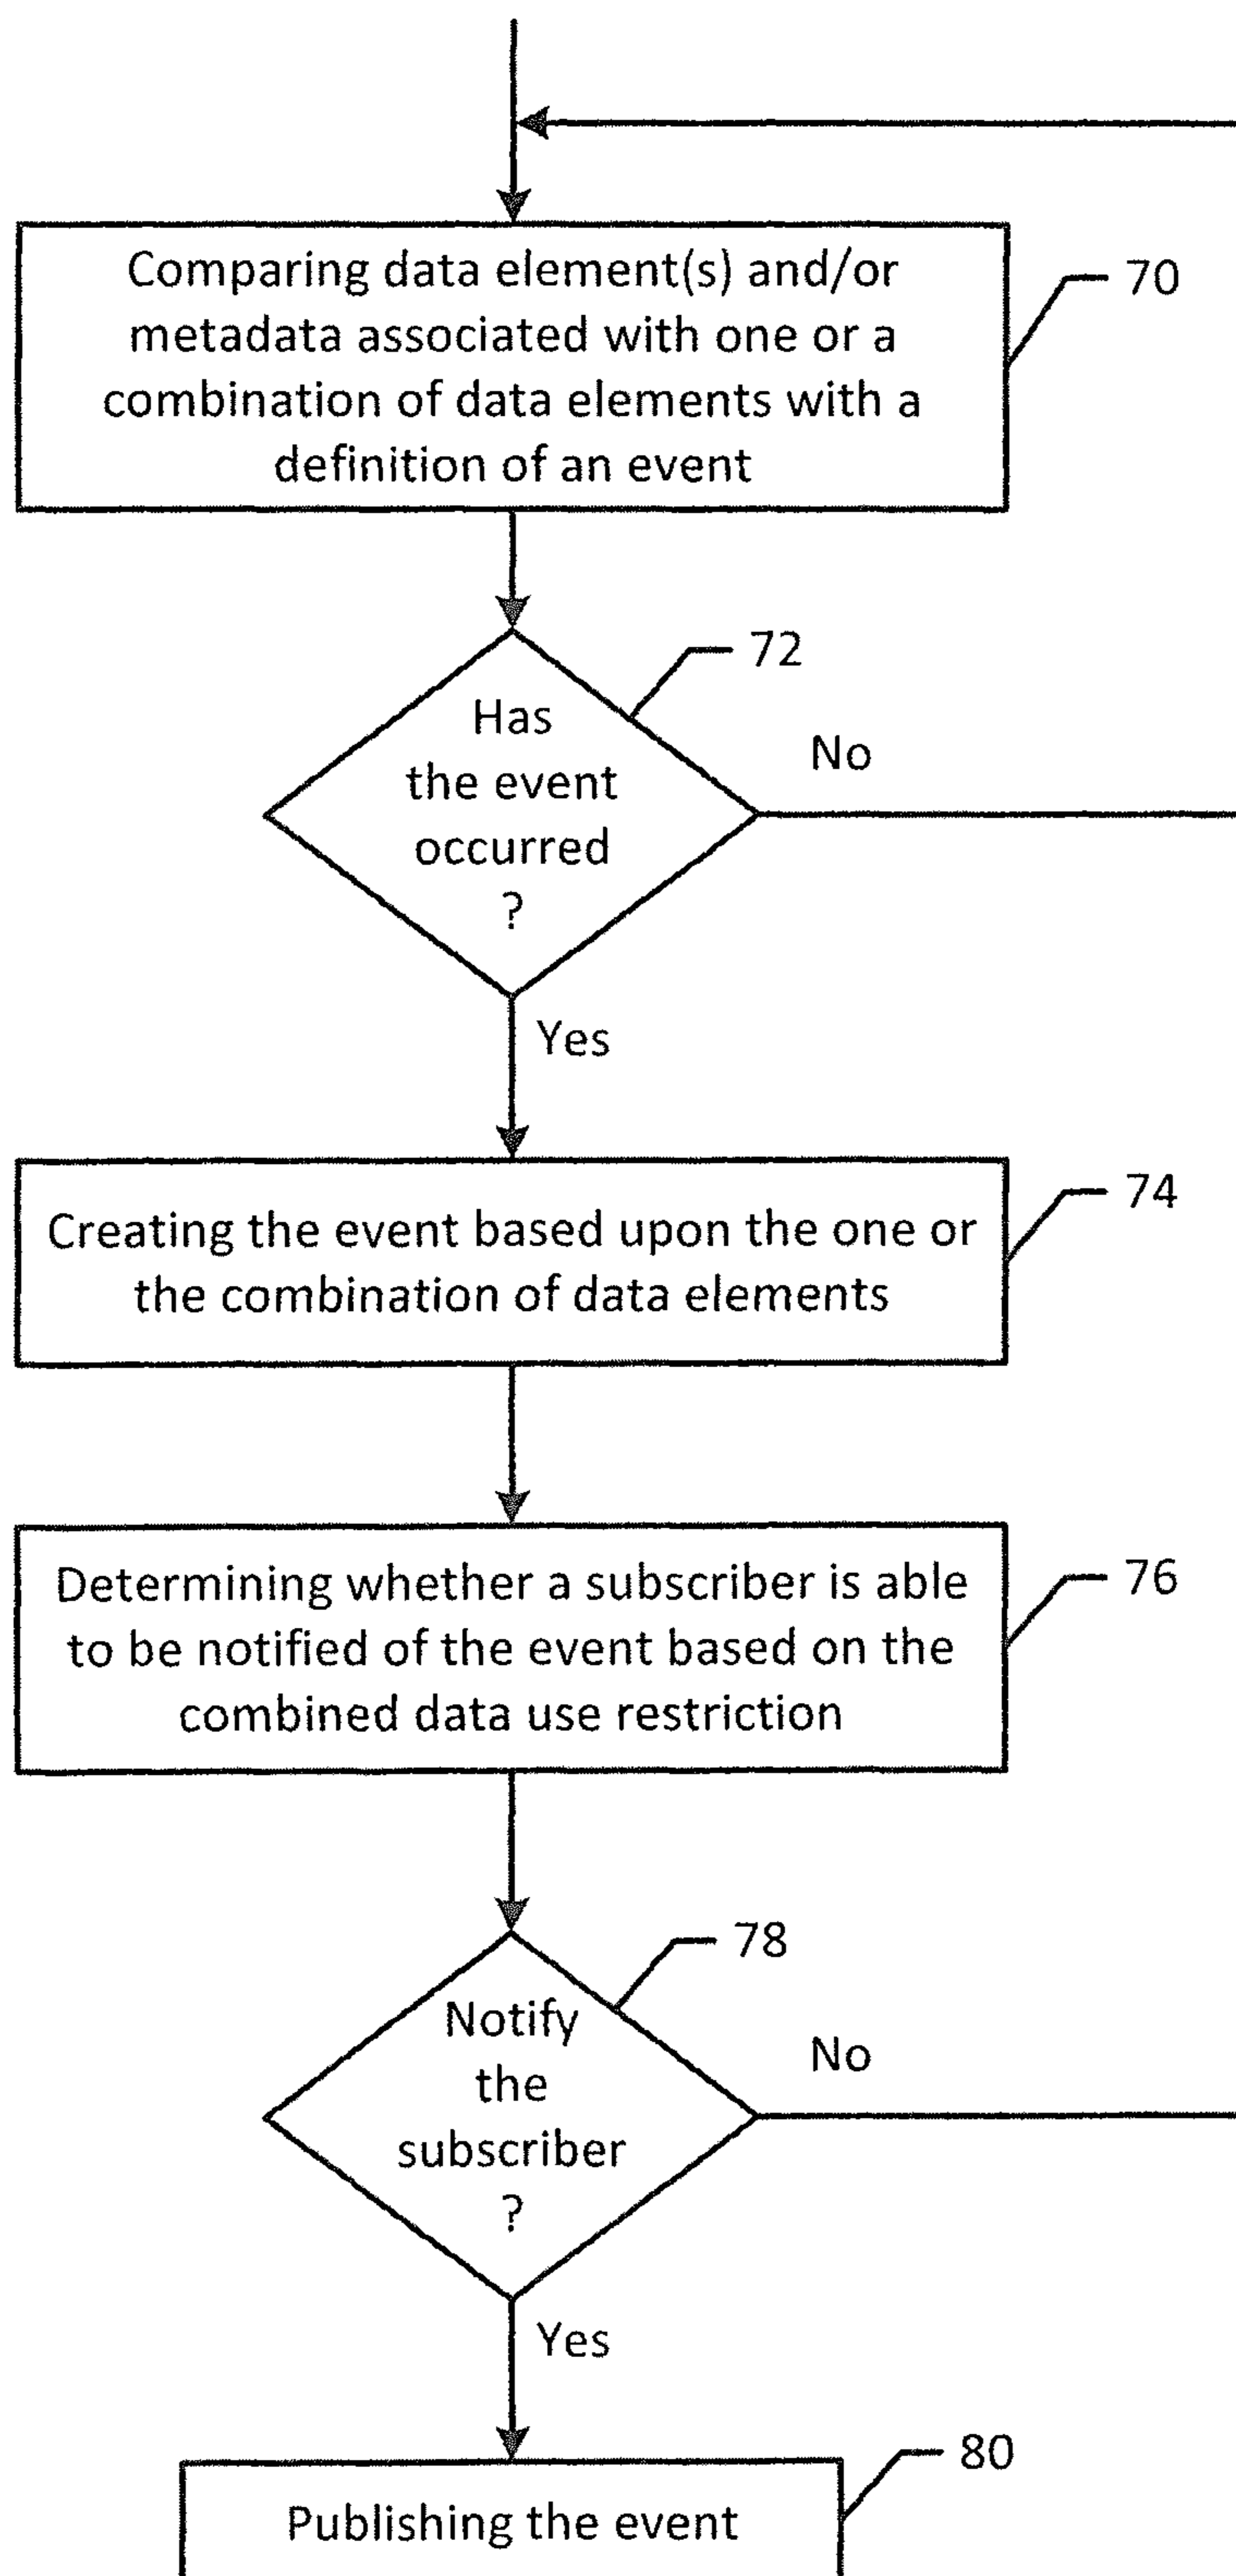 Comparing data element(s) and/or
metadata associated with one or a
combination of data elements with a
definition of an event
70
72
Has
the event
occurred
?
No
Yes
Creating the event based upon the one or
the combination of data elements
74
Determining whether a subscriber is able
to be notified of the event based on the
combined data use restriction
76
78
Notify
the
subscriber
?
No
Yes
80
Publishing the event